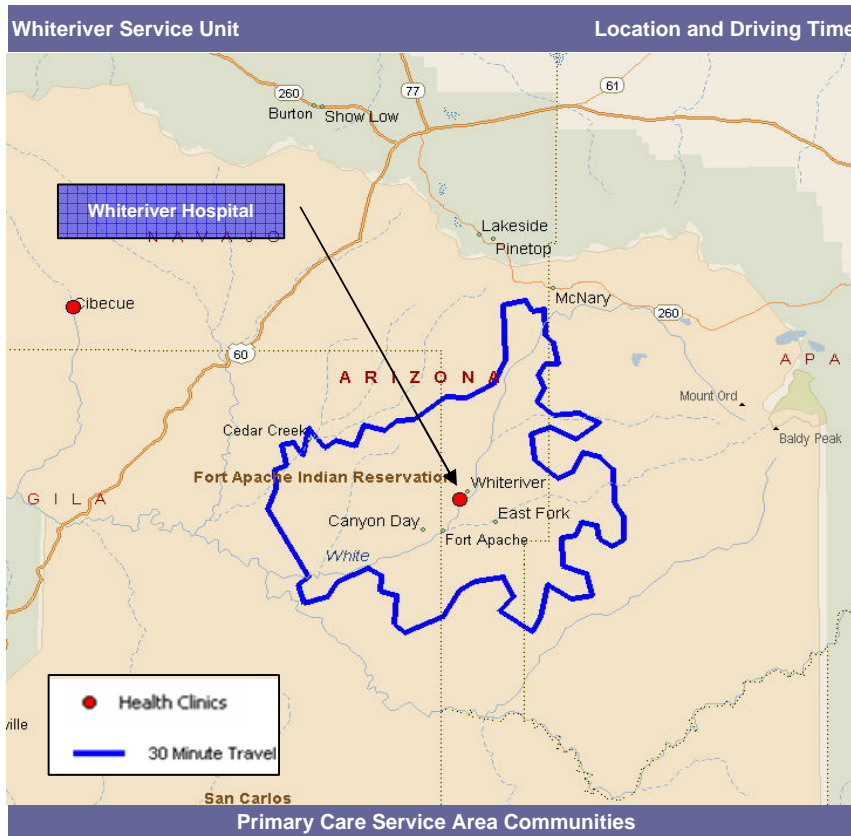 Whiteriver Service Unit Location and Driving Time
260
77
61
Burton Show Low
Whiteriver Hospital
N A V A J O
Lakeside
Pinetop
Cibecue
McNary
260
60
A R I Z O N A
A P A
Mount Ord
Cedar Creek
Baldy Peak
Fort Apache Indian Reservation
Whiteriver
G I L A
East Fork
Canyon Day
Fort Apache
White
Health Clinics
ville
30 Minute Travel
San Carlos
Primary Care Service Area Communities